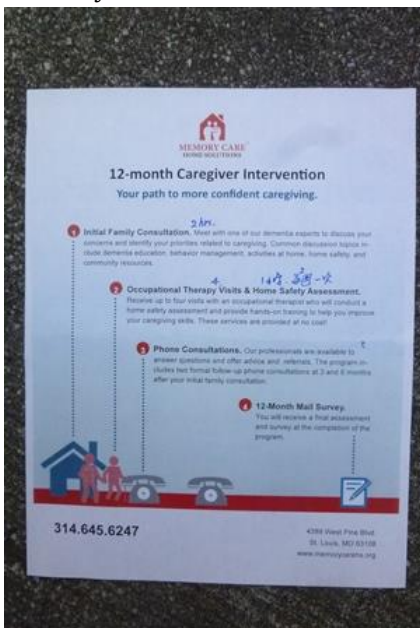 MEMORY CARE
HOME SOLUTIONS
12-month Caregiver Intervention
Your path to more confident caregiving.
2 hrs.
1 Initial Family Consultation. Meet with one of our dementia experts to discuss your
concerns and identify your priorities related to caregiving. Common discussion topics in-
clude dementia education, behavior management, activities at home, home safety, and
community resources.
4
2 Occupational Therapy Visits & Home Safety Assessment.
Receive up to four visits with an occupational therapist who will conduct a
home safety assessment and provide hands-on training to help you improve
your caregiving skills. These services are provided at no cost!
3 Phone Consultations. Our professionals are available to
answer questions and offer advice and referrals. The program in-
cludes two formal follow-up phone consultations at 3 and 6 months
after your initial family consultation.
4 12-Month Mail Survey.
You will receive a final assessment
and survey at the completion of the
program.
314.645.6247
4389 West Pine Blvd.
St. Louis, MO 63108
www.memorycarehs.org